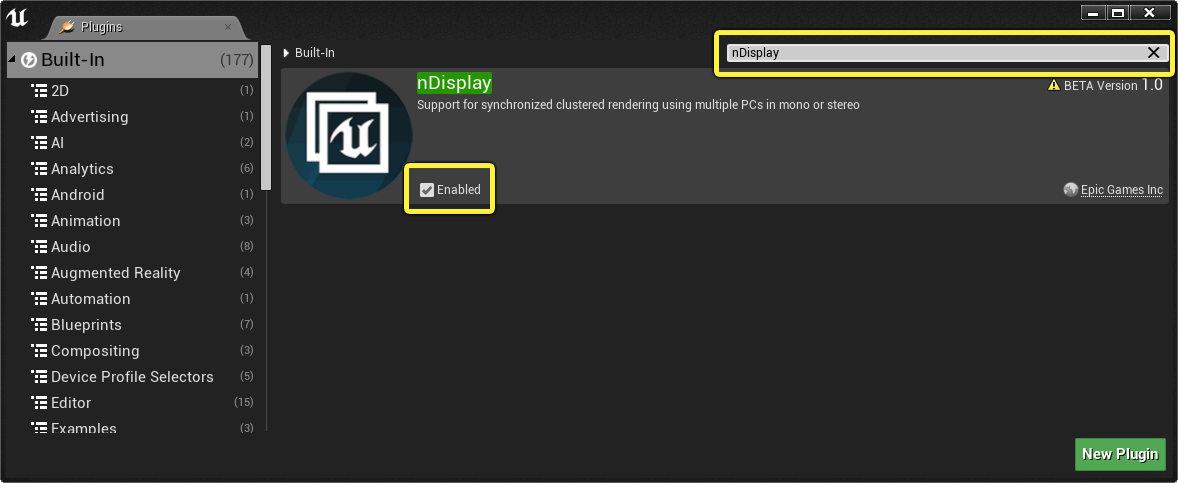 Plugins
Built-In (177)
2D (1)
Advertising (1)
AI (2)
Analytics (6)
Android (1)
Animation (3)
Audio (8)
Augmented Reality (4)
Automation (1)
Blueprints (7)
Compositing (3)
Device Profile Selectors (5)
Editor (15)
Examples (3)
Built-In
nDisplay
nDisplay
BETA Version 1.0
Support for synchronized clustered rendering using multiple PCs in mono or stereo
Enabled
Epic Games Inc
New Plugin